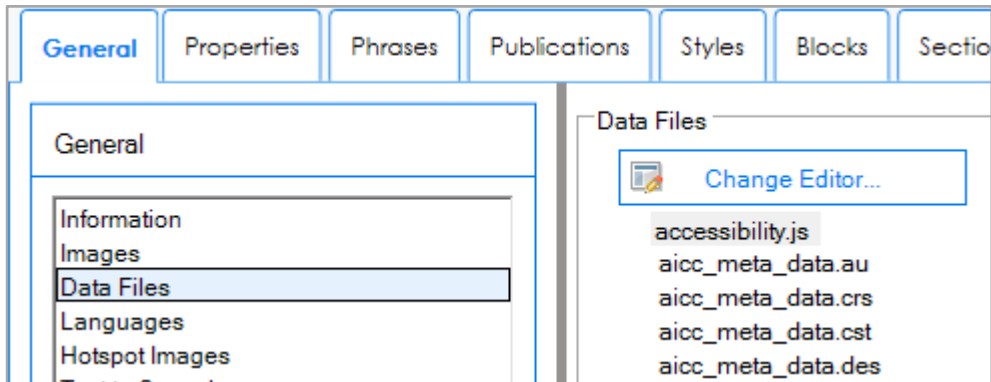 General Properties Phrases Publications Styles Blocks Sectio
General
Information
Images
Data Files
Languages
Hotspot Images
Data Files
Change Editor...
accessibility.js
aicc_meta_data.au
aicc_meta_data.crs
aicc_meta_data.cst
aicc_meta_data.des